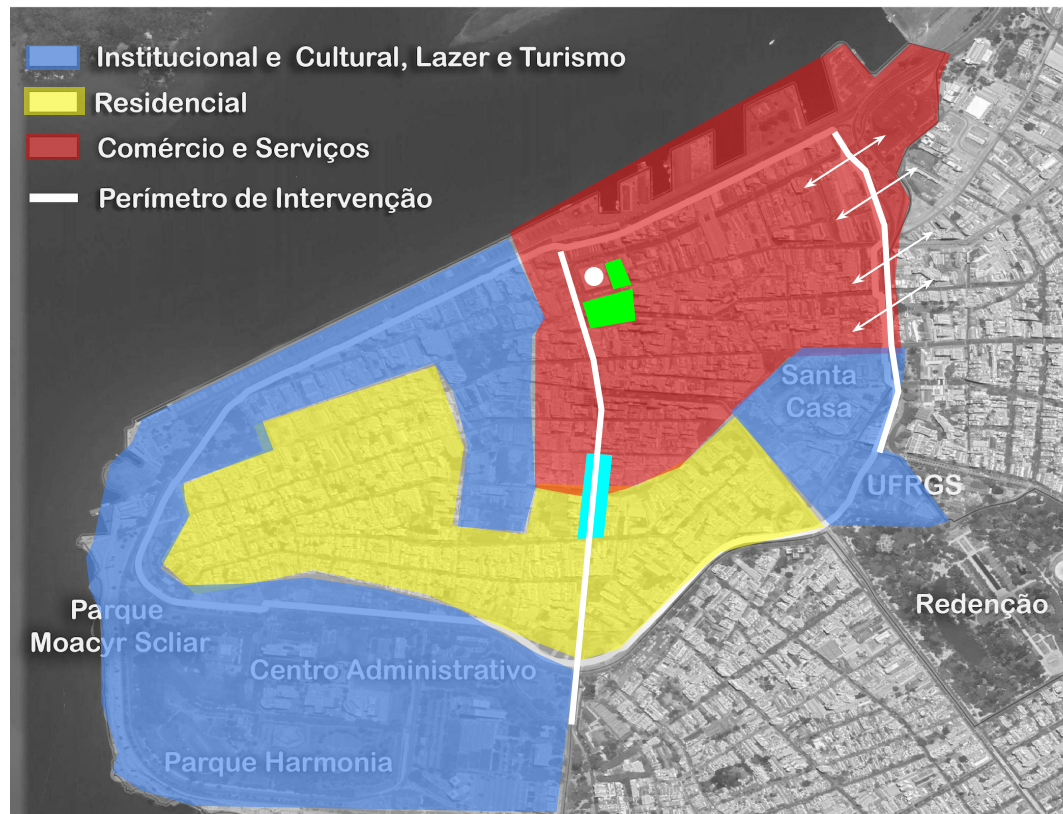 Institucional e Cultural, Lazer e Turismo
Residencial
Comércio e Serviços
Perímetro de Intervenção
Santa
Casa
UFRGS
Redenção
Parque
Moacyr Scliar
Centro Administrativo
Parque Harmonia